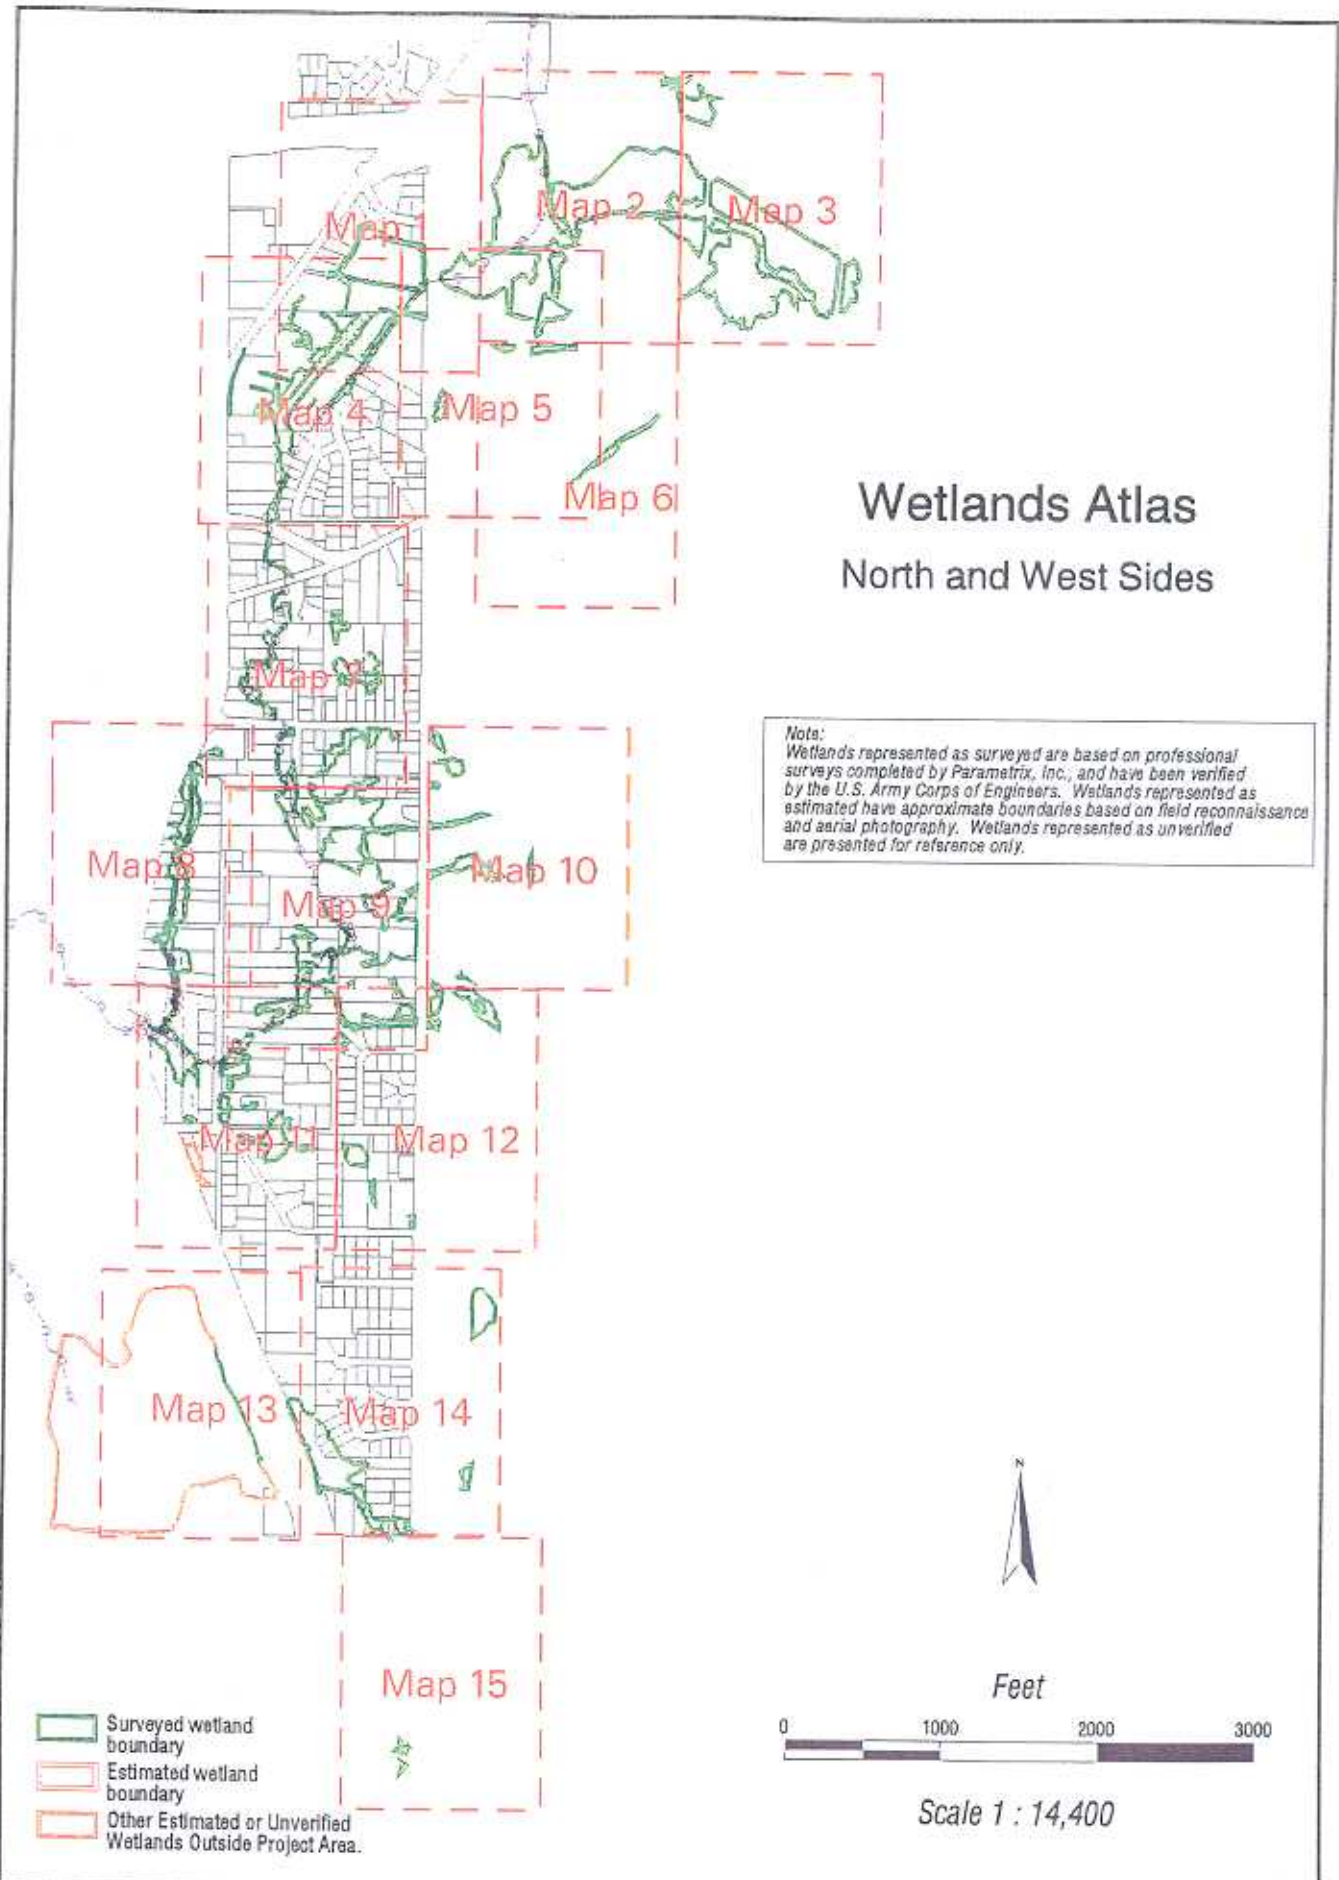 Map 1
Map 2
Map 3
Map 4
Map 5
Map 6
Wetlands Atlas
North and West Sides
Map 7
Note:
Wetlands represented as surveyed are based on professional
surveys completed by Parametrix, Inc., and have been verified
by the U.S. Army Corps of Engineers. Wetlands represented as
estimated have approximate boundaries based on field reconnaissance
and aerial photography. Wetlands represented as unverified
are presented for reference only.
Map 8
Map 9
Map 10
Map 11
Map 12
Map 13
Map 14
N
Map 15
Feet
0 1000 2000 3000
Scale 1 : 14,400
Surveyed wetland
boundary
Estimated wetland
boundary
Other Estimated or Unverified
Wetlands Outside Project Area.